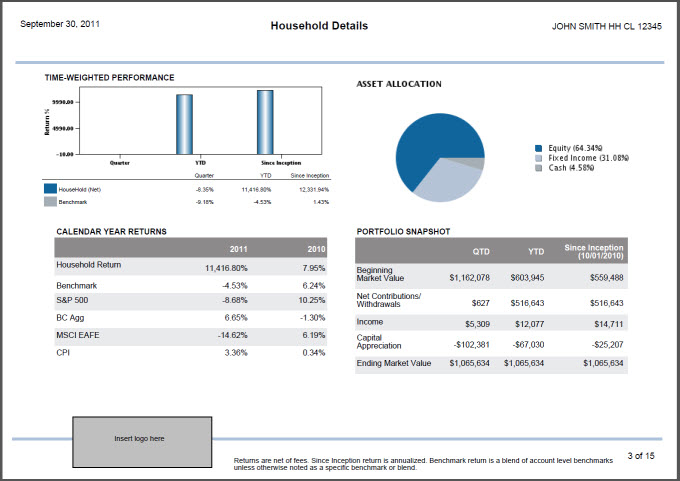 September 30, 2011
Household Details
JOHN SMITH HH CL 12345
TIME-WEIGHTED PERFORMANCE
Return %
9990.00
4990.00
-10.00
Quarter YTD Since Inception
Quarter YTD Since Inception
HouseHold (Net) -8.35% 11,416.80% 12,331.94%
Benchmark -9.16% -4.53% 1.43%
ASSET ALLOCATION
Equity (64.34%)
Fixed Income (31.08%)
Cash (4.58%)
CALENDAR YEAR RETURNS
2011 2010
Household Return 11,416.80% 7.95%
Benchmark -4.53% 6.24%
S&P 500 -8.68% 10.25%
BC Agg 6.65% -1.30%
MSCI EAFE -14.62% 6.19%
CPI 3.36% 0.34%
PORTFOLIO SNAPSHOT
QTD YTD Since Inception
(10/01/2010)
Beginning
Market Value $1,162,078 $603,945 $559,488
Net Contributions/
Withdrawals $627 $516,643 $516,643
Income $5,309 $12,077 $14,711
Capital
Appreciation -$102,381 -$67,030 -$25,207
Ending Market Value $1,065,634 $1,065,634 $1,065,634
Insert logo here
Returns are net of fees. Since Inception return is annualized. Benchmark return is a blend of account level benchmarks
unless otherwise noted as a specific benchmark or blend.
3 of 15